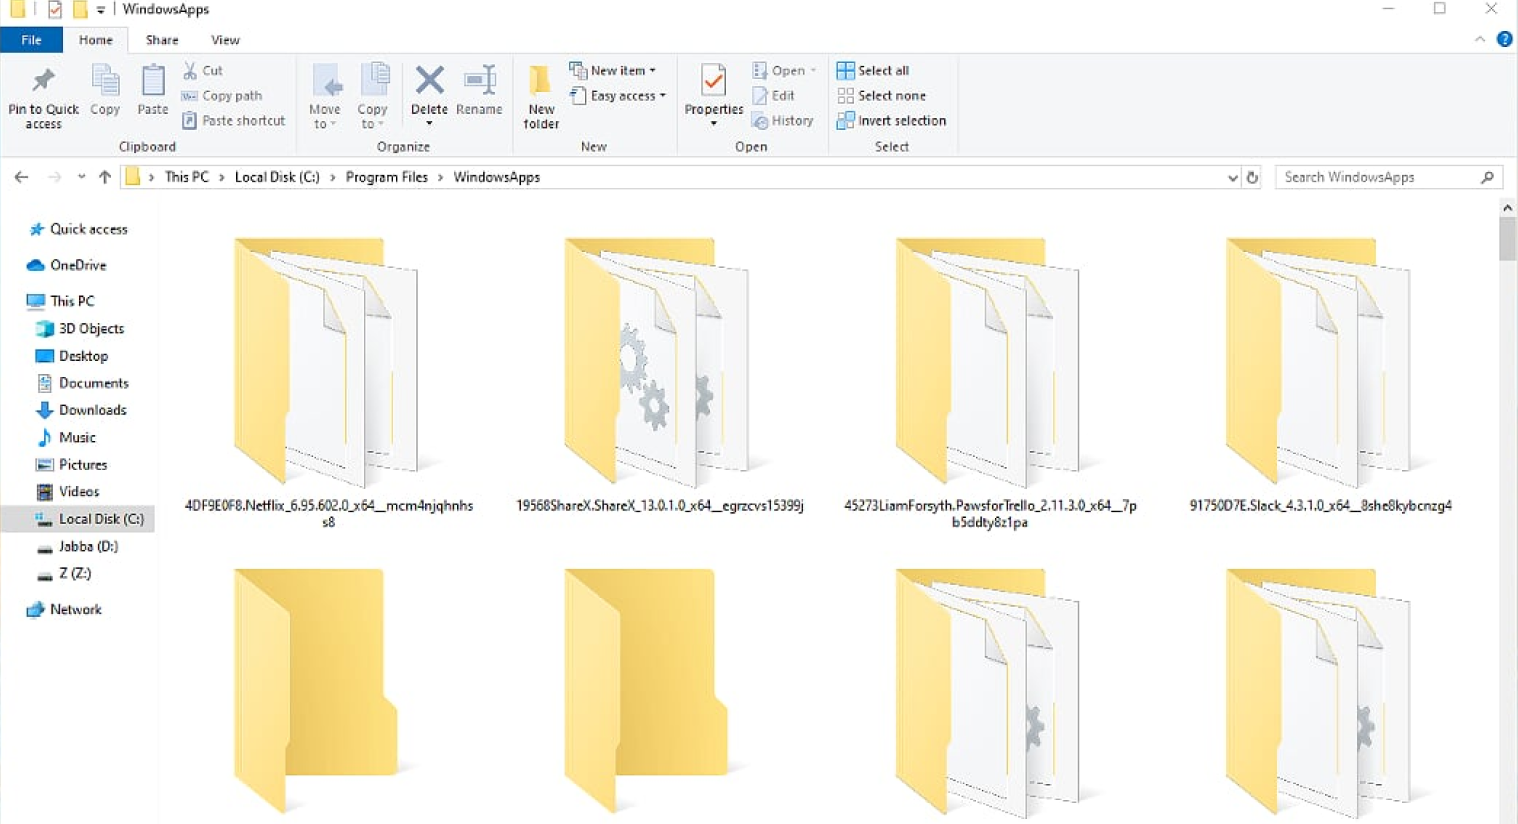 WindowsApps
File Home Share View
Pin to Quick access
Copy
Paste
Cut
Copy path
Paste shortcut
Clipboard
Move to
Copy to
Delete
Rename
Organize
New folder
New item
Easy access
New
Properties
Open
Edit
History
Open
Select all
Select none
Invert selection
Select
This PC › Local Disk (C:) › Program Files › WindowsApps
Search WindowsApps
Quick access
OneDrive
This PC
3D Objects
Desktop
Documents
Downloads
Music
Pictures
Videos
Local Disk (C:)
Jabba (D:)
Z (Z:)
Network
4DF9E0F8.Netflix_6.95.602.0_x64__mcm4njqhnhs
s8
19568ShareX.ShareX_13.0.1.0_x64__egrzcvs15399j
45273LiamForsyth.PawsforTrello_2.11.3.0_x64__7p
b5ddty8z1pa
91750D7E.Slack_4.3.1.0_x64__8she8kybcnzg4